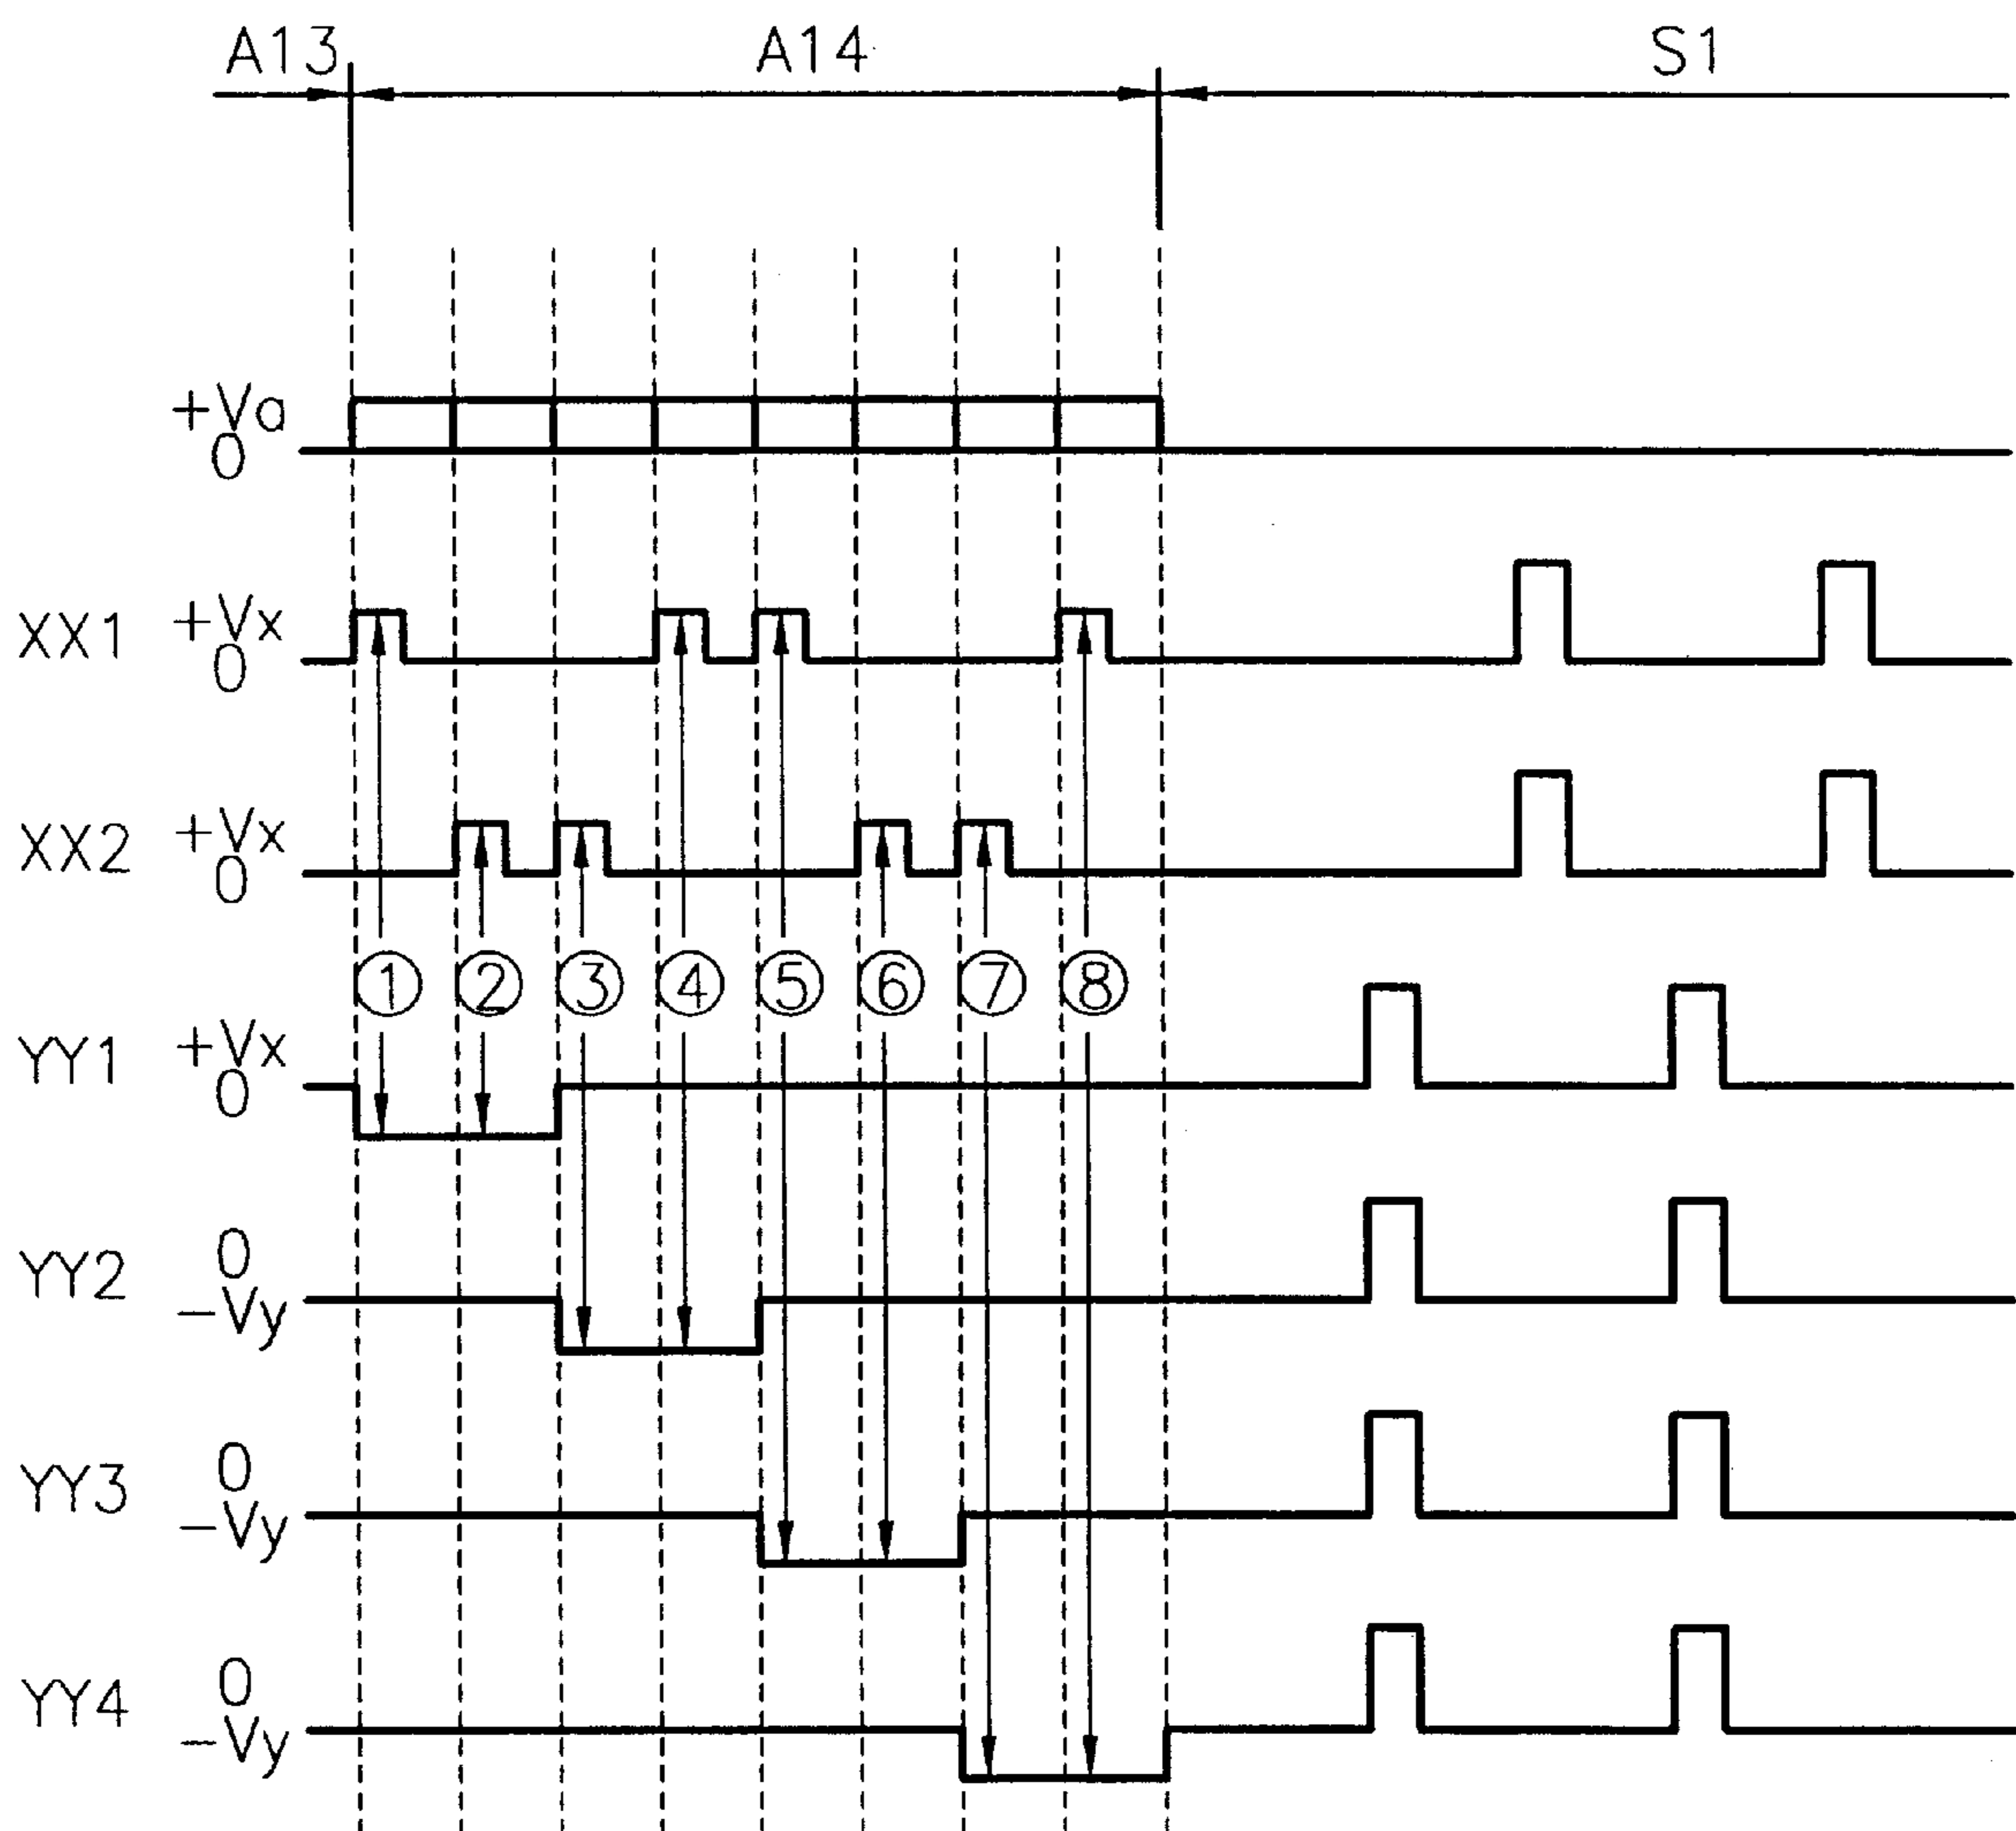 A13 A14 S1
+Va
0
XX1 +Vx
0
XX2 +Vx
0
① ② ③ ④ ⑤ ⑥ ⑦ ⑧
YY1 +Vx
0
YY2 0
-Vy
YY3 0
-Vy
YY4 0
-Vy